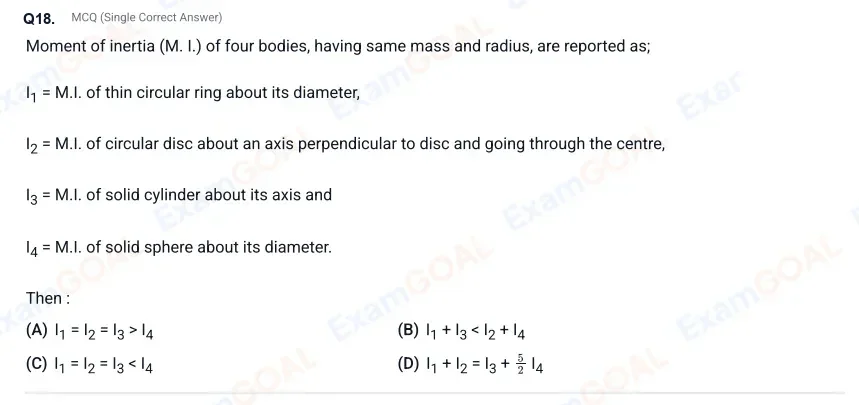 Q18. MCQ (Single Correct Answer)
Moment of inertia (M. I.) of four bodies, having same mass and radius, are reported as;
I₁ = M.I. of thin circular ring about its diameter,
I₂ = M.I. of circular disc about an axis perpendicular to disc and going through the centre,
I₃ = M.I. of solid cylinder about its axis and
I₄ = M.I. of solid sphere about its diameter.
Then :
(A) I₁ = I₂ = I₃ > I₄ (B) I₁ + I₃ < I₂ + I₄
(C) I₁ = I₂ = I₃ < I₄ (D) I₁ + I₂ = I₃ + 5/2 I₄
ExamGOAL